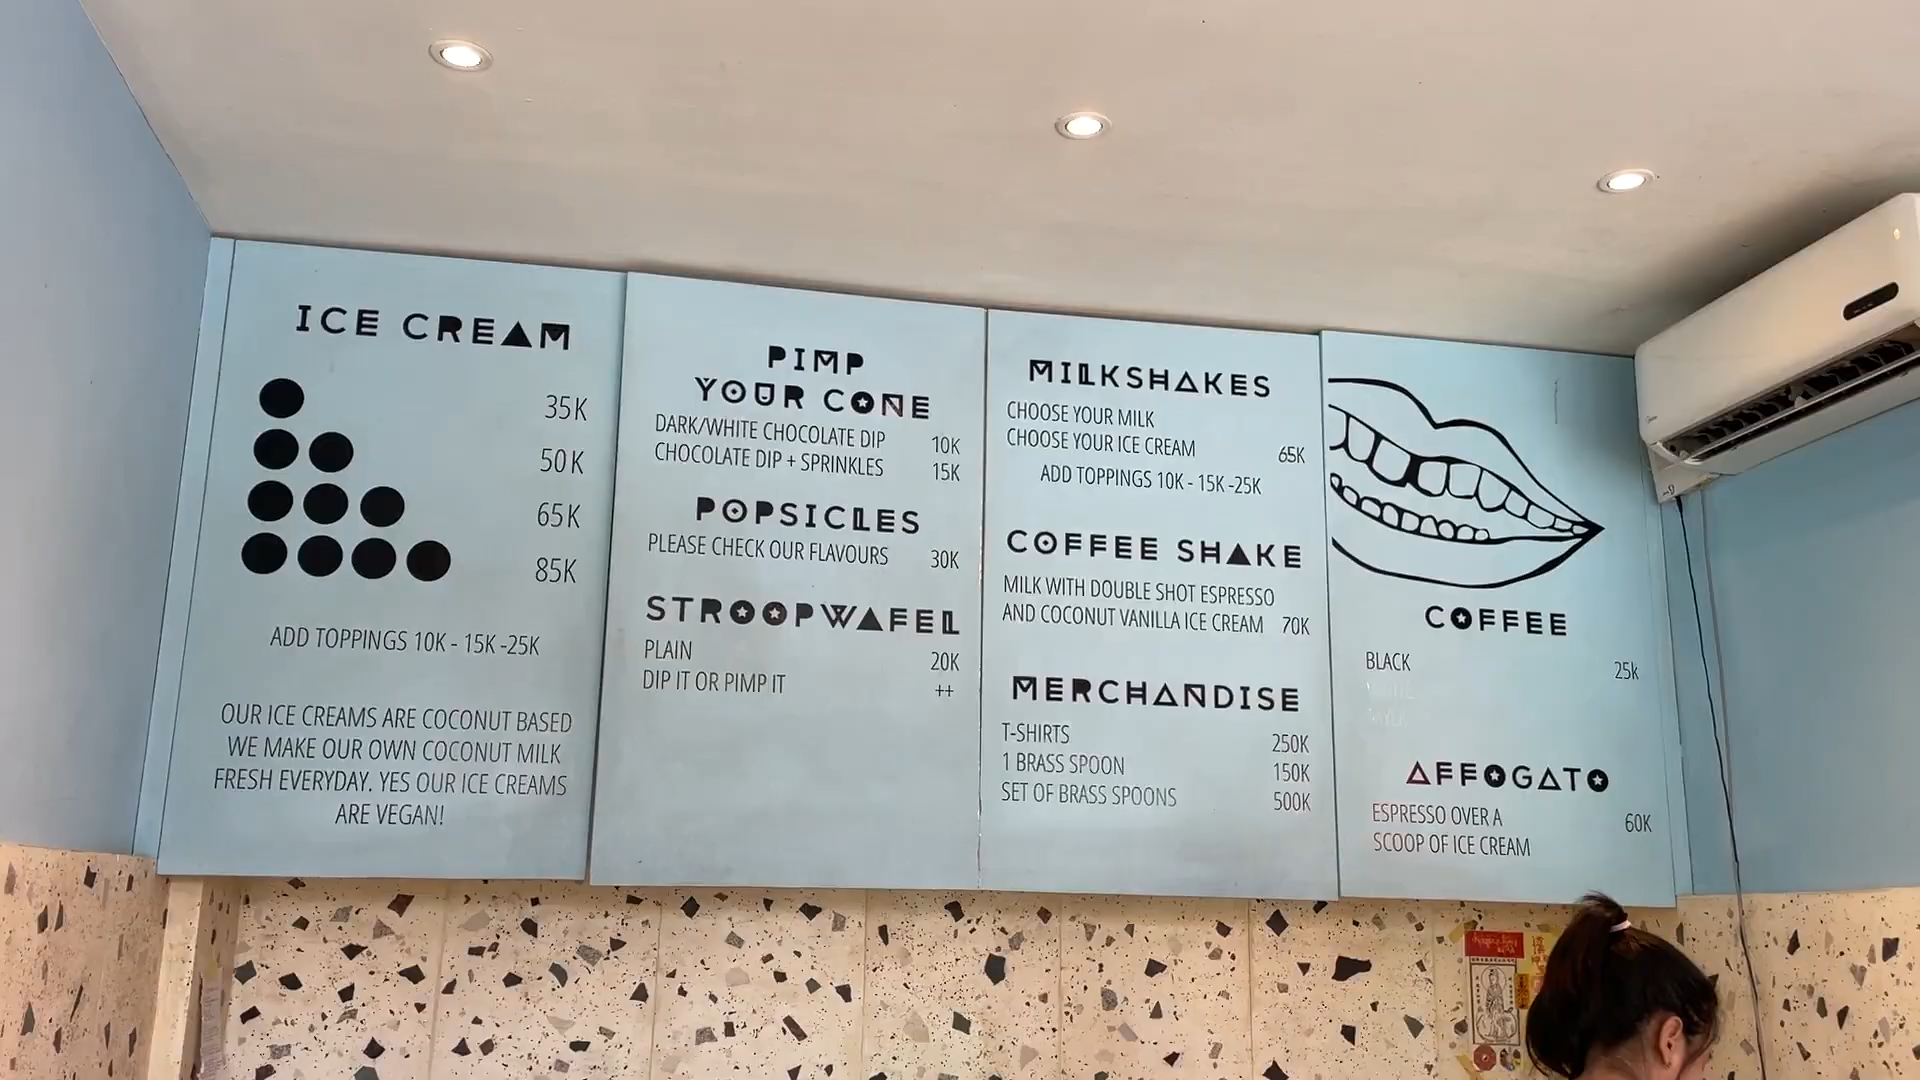 ICE CREAM
35K
50K
65K
85K
ADD TOPPINGS 10K - 15K -25K
OUR ICE CREAMS ARE COCONUT BASED
WE MAKE OUR OWN COCONUT MILK
FRESH EVERYDAY. YES OUR ICE CREAMS
ARE VEGAN!
PIMP
YOUR CONE
DARK/WHITE CHOCOLATE DIP 10K
CHOCOLATE DIP + SPRINKLES 15K
POPSICLES
PLEASE CHECK OUR FLAVOURS 30K
STROOPWAFEL
PLAIN 20K
DIP IT OR PIMP IT ++
MILKSHAKES
CHOOSE YOUR MILK
CHOOSE YOUR ICE CREAM 65K
ADD TOPPINGS 10K - 15K -25K
COFFEE SHAKE
MILK WITH DOUBLE SHOT ESPRESSO
AND COCONUT VANILLA ICE CREAM 70K
MERCHANDISE
T-SHIRTS 250K
1 BRASS SPOON 150K
SET OF BRASS SPOONS 500K
COFFEE
BLACK 25k
AFFOGATO
ESPRESSO OVER A 60K
SCOOP OF ICE CREAM